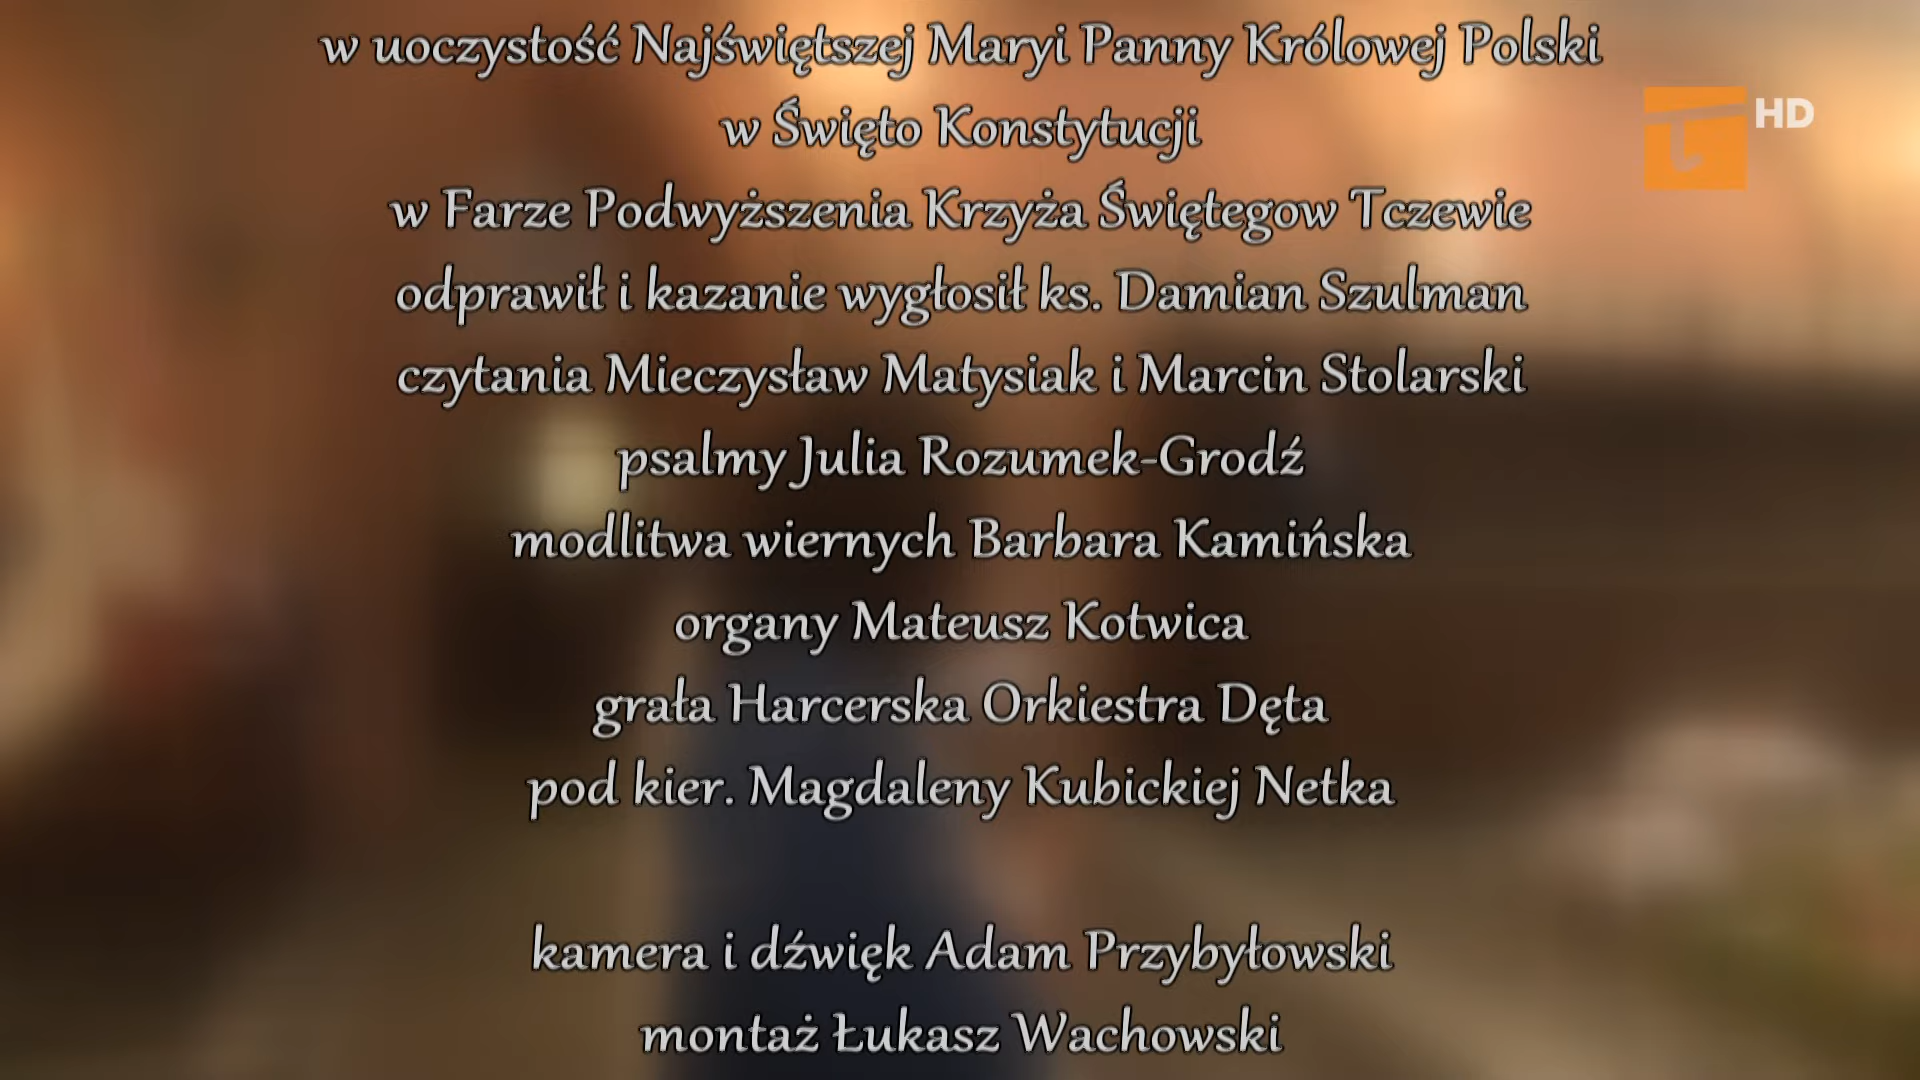 w uoczystość Najświętszej Maryi Panny Królowej Polski
HD
w Święto Konstytucji
w Farze Podwyższenia Krzyża Świętegow Tczewie
odprawił i kazanie wygłosił ks. Damian Szulman
czytania Mieczysław Matysiak i Marcin Stolarski
psalmy Julia Rozumek-Grodź
modlitwa wiernych Barbara Kamińska
organy Mateusz Kotwica
grała Harcerska Orkiestra Dęta
pod kier. Magdaleny Kubickiej Netka
kamera i dźwięk Adam Przybyłowski
montaż Łukasz Wachowski